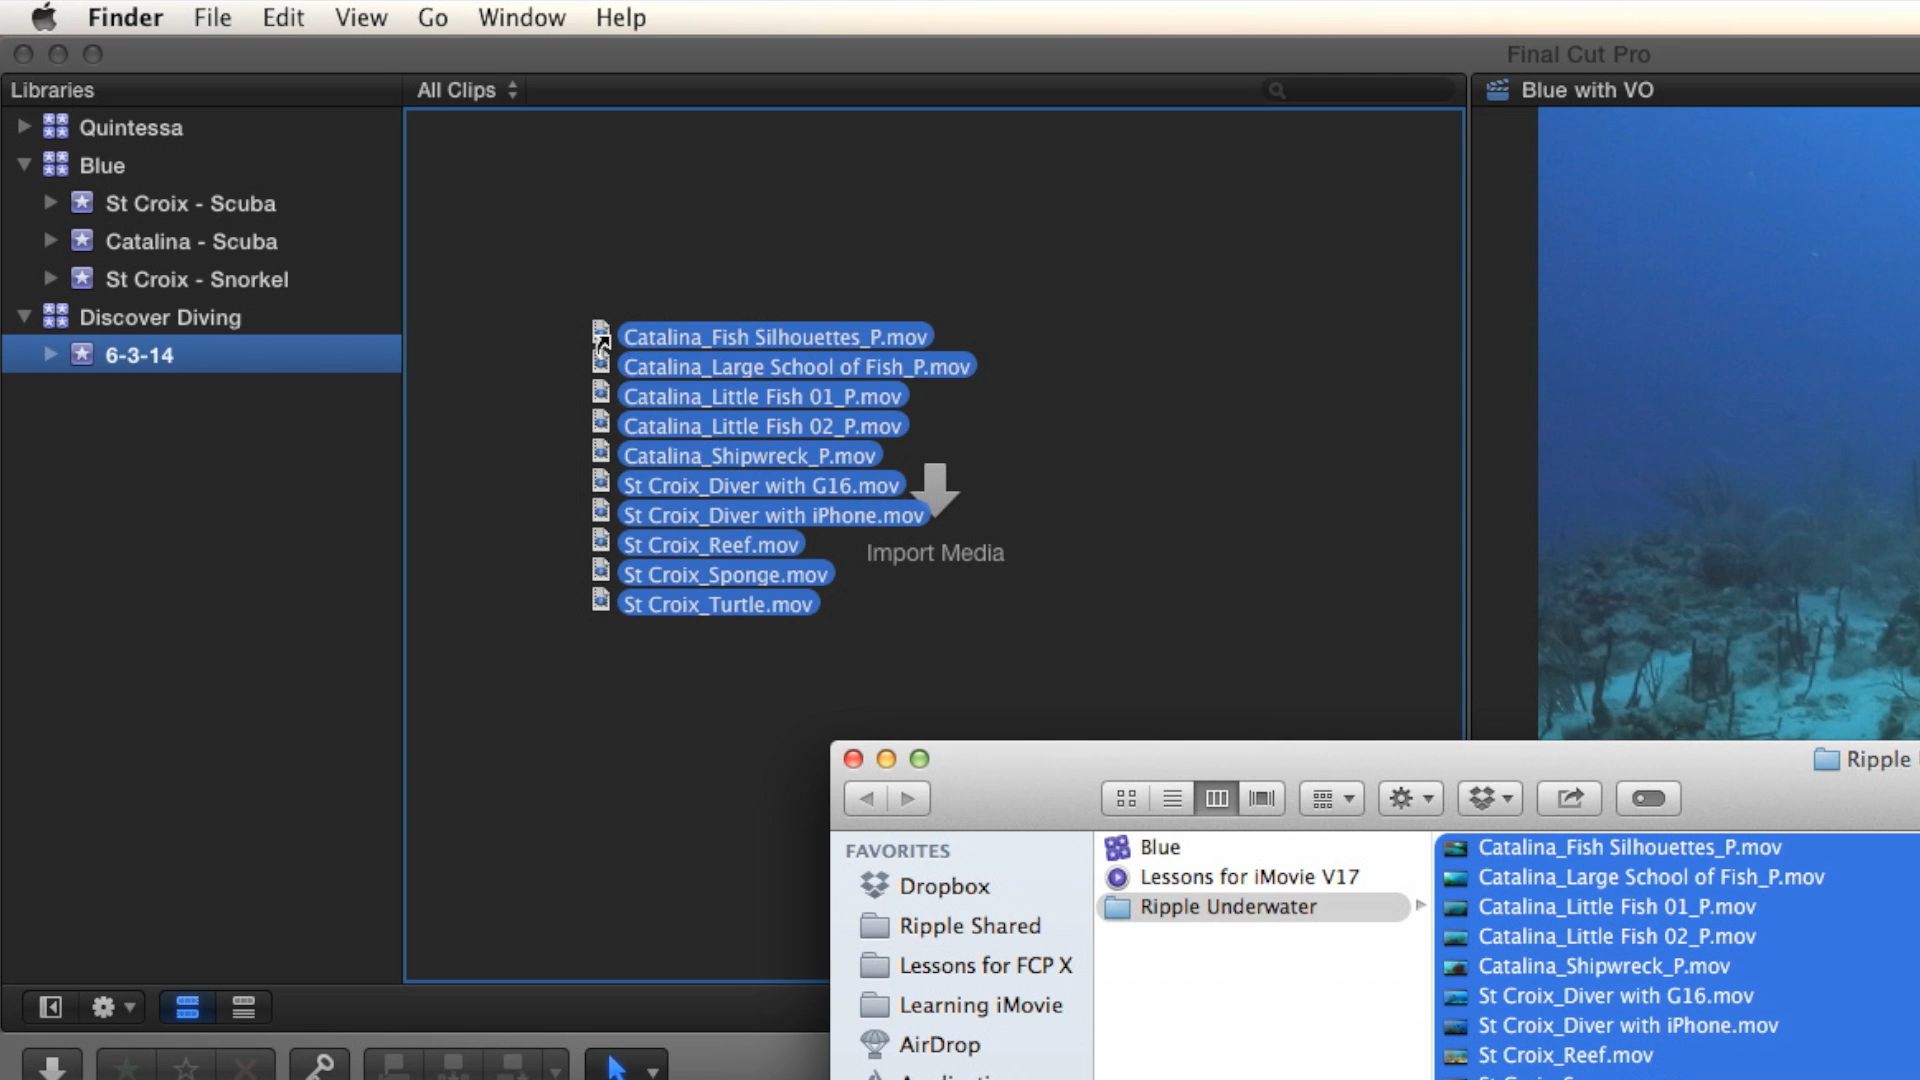 Finder File Edit View Go Window Help
Final Cut Pro
Libraries
All Clips
Blue with VO
Quintessa
Blue
St Croix - Scuba
Catalina - Scuba
St Croix - Snorkel
Discover Diving
6-3-14
Catalina_Fish Silhouettes_P.mov
Catalina_Large School of Fish_P.mov
Catalina_Little Fish 01_P.mov
Catalina_Little Fish 02_P.mov
Catalina_Shipwreck_P.mov
St Croix_Diver with G16.mov
St Croix_Diver with iPhone.mov
St Croix_Reef.mov
St Croix_Sponge.mov
St Croix_Turtle.mov
Import Media
Ripple
FAVORITES
Dropbox
Ripple Shared
Lessons for FCP X
Learning iMovie
AirDrop
Blue
Lessons for iMovie V17
Ripple Underwater
Catalina_Fish Silhouettes_P.mov
Catalina_Large School of Fish_P.mov
Catalina_Little Fish 01_P.mov
Catalina_Little Fish 02_P.mov
Catalina_Shipwreck_P.mov
St Croix_Diver with G16.mov
St Croix_Diver with iPhone.mov
St Croix_Reef.mov